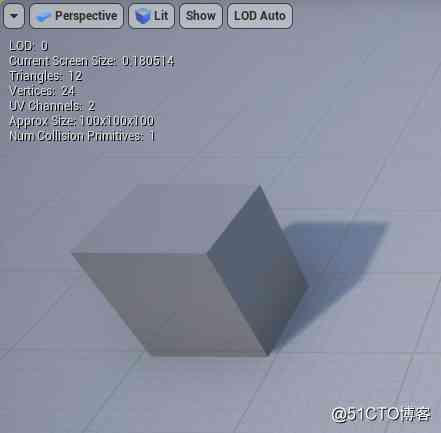 Perspective Lit Show LOD Auto
LOD: 0
Current Screen Size: 0.180514
Triangles: 12
Vertices: 24
UV Channels: 2
Approx Size: 100x100x100
Num Collision Primitives: 1
@51CTO博客